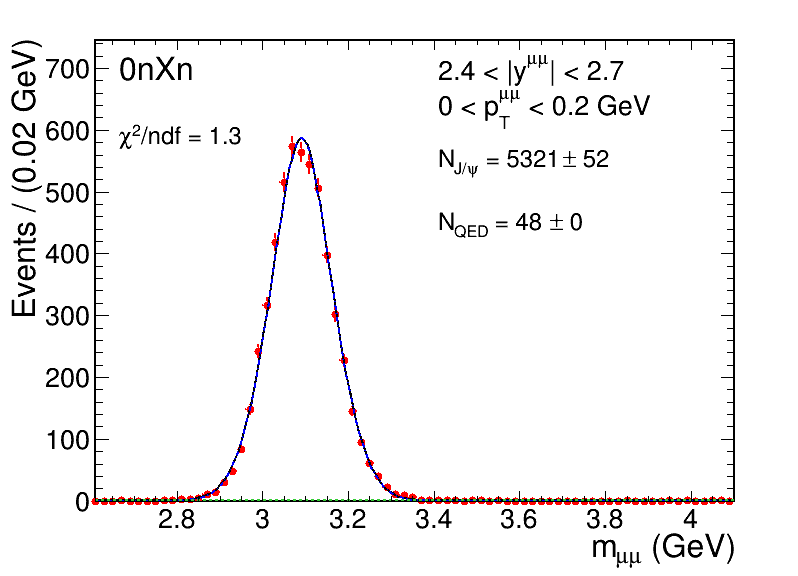 0nXn
χ²/ndf = 1.3
2.4 < |y^μμ| < 2.7
0 < p_T^μμ < 0.2 GeV
N_J/ψ = 5321 ± 52
N_QED = 48 ± 0
Events / (0.02 GeV)
700
600
500
400
300
200
100
0
2.8 3 3.2 3.4 3.6 3.8 4
m_μμ (GeV)